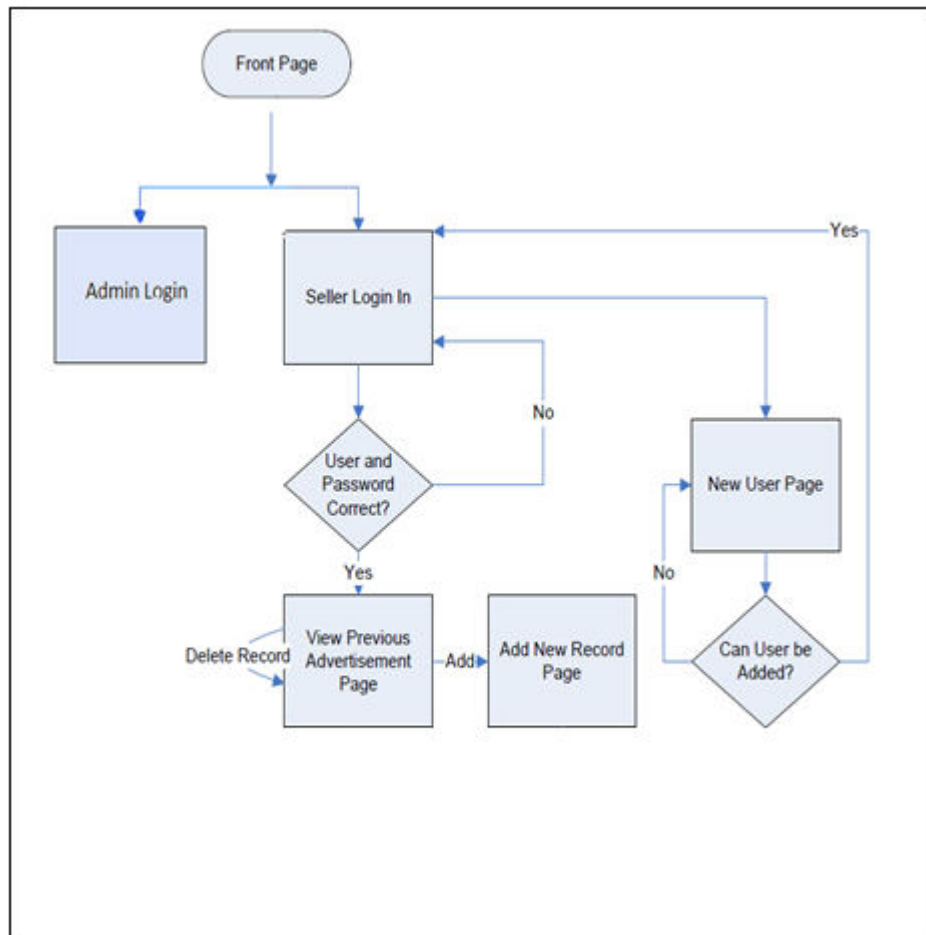 Front Page
Admin Login
Seller Login In
Yes
No
User and
Password
Correct?
New User Page
Yes
No
View Previous
Advertisement
Page
Delete Record
Add
Add New Record
Page
Can User be
Added?